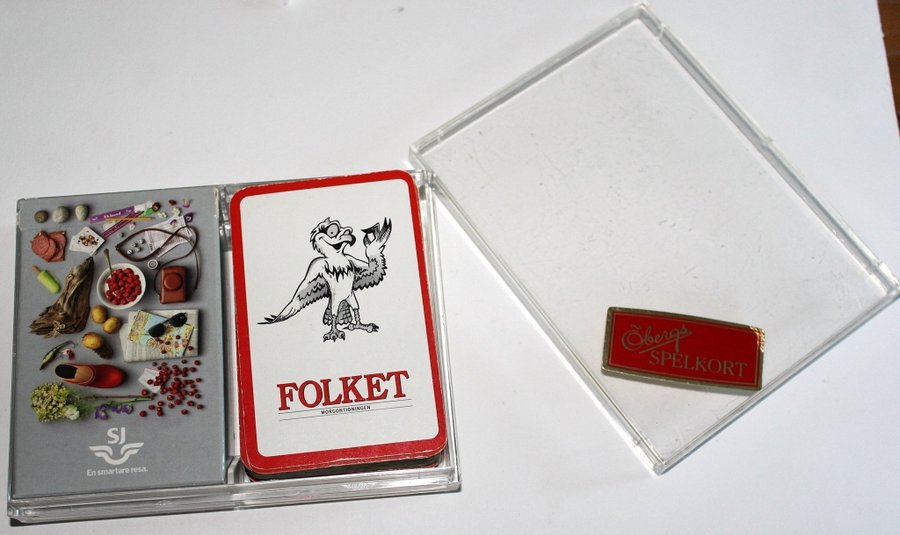 SJ
En smartare resa.
FOLKET
MORGONTIDNINGEN
Öbergs
SPELKORT